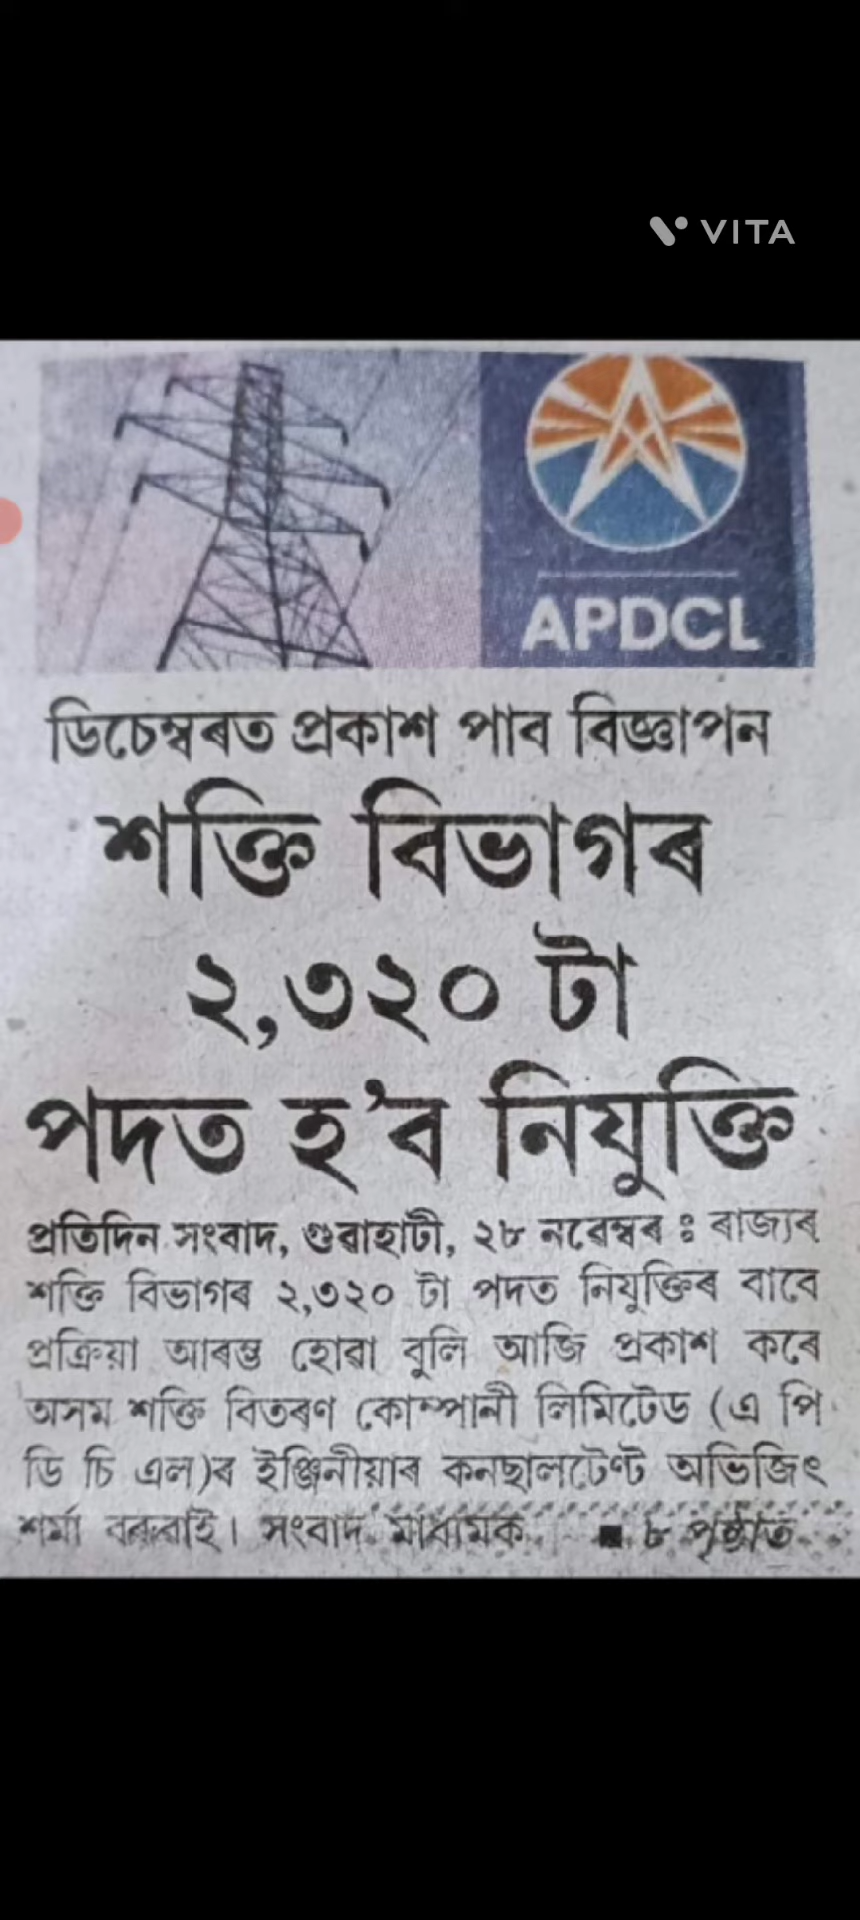 VITA
APDCL
ডিচেম্বৰত প্ৰকাশ পাব বিজ্ঞাপন
শক্তি বিভাগৰ
২,৩২০ টা
পদত হ'ব নিযুক্তি
প্ৰতিদিন সংবাদ, গুৱাহাটী, ২৮ নৱেম্বৰ : ৰাজ্যৰ
শক্তি বিভাগৰ ২,৩২০ টা পদত নিযুক্তিৰ বাবে
প্ৰক্ৰিয়া আৰম্ভ হোৱা বুলি আজি প্ৰকাশ কৰে
অসম শক্তি বিতৰণ কোম্পানী লিমিটেড (এ পি
ডি চি এল)ৰ ইঞ্জিনীয়াৰ কনছালটেণ্ট অভিজিৎ
শৰ্মা বৰুৱাই। সংবাদ মাধ্যমক ■ ৮ পৃষ্ঠাত